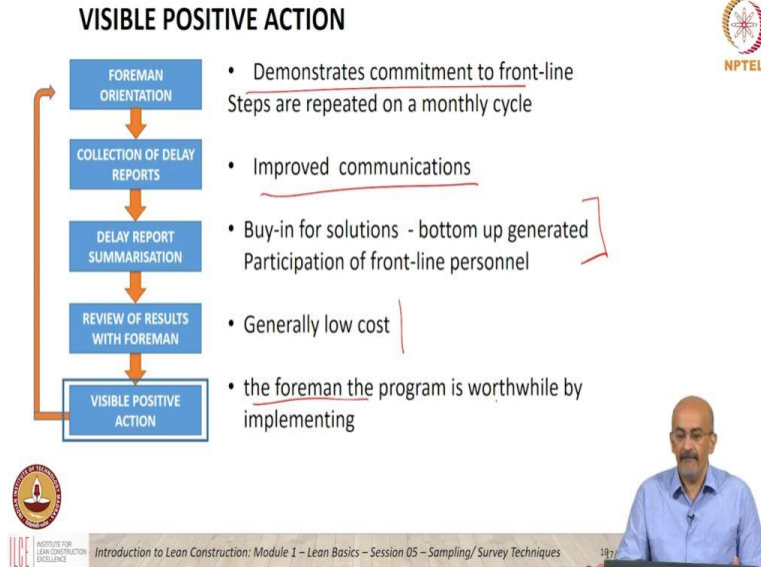 VISIBLE POSITIVE ACTION
NPTEL
FOREMAN
ORIENTATION
COLLECTION OF DELAY
REPORTS
DELAY REPORT
SUMMARISATION
REVIEW OF RESULTS
WITH FOREMAN
VISIBLE POSITIVE
ACTION
• Demonstrates commitment to front-line
Steps are repeated on a monthly cycle
• Improved communications
• Buy-in for solutions - bottom up generated
Participation of front-line personnel
• Generally low cost
• the foreman the program is worthwhile by
implementing
ILCE
INSTITUTE FOR
LEAN CONSTRUCTION
EXCELLENCE
Introduction to Lean Construction: Module 1 – Lean Basics – Session 05 – Sampling/ Survey Techniques